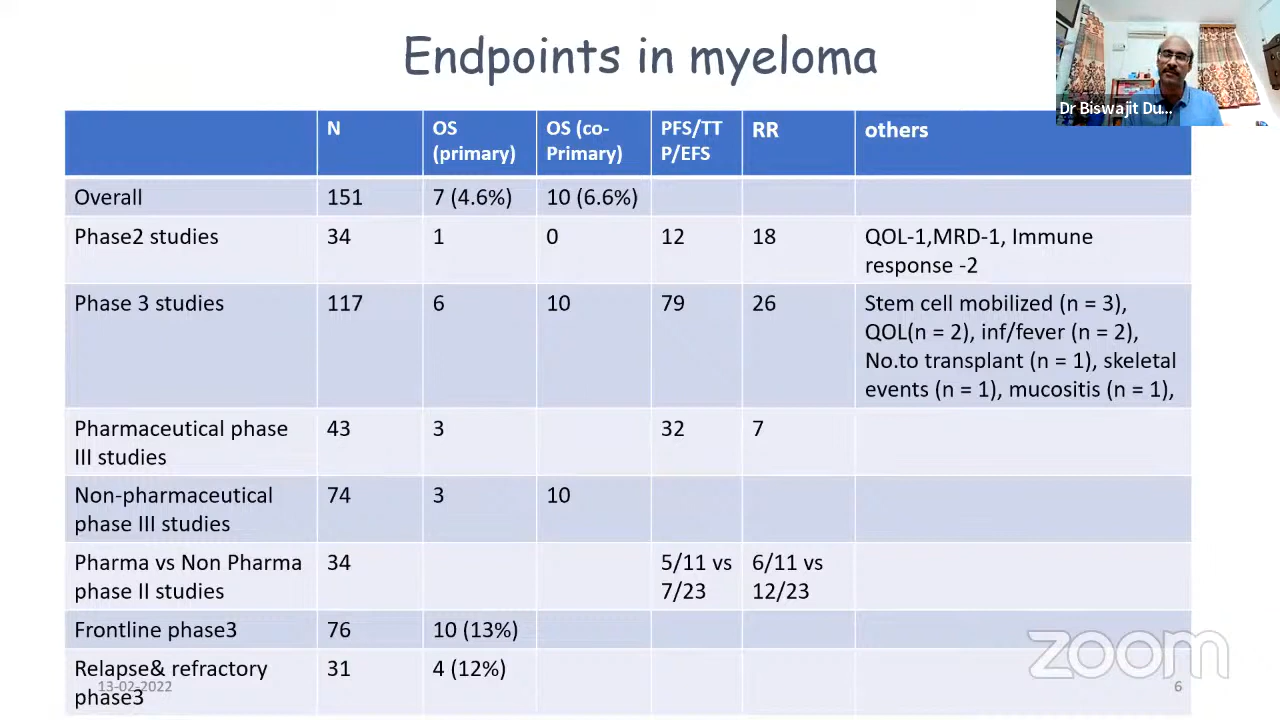 Endpoints in myeloma
Dr Biswajit Du...
N
OS (primary)
OS (co-Primary)
PFS/TTP/EFS
RR
others
Overall
151
7 (4.6%)
10 (6.6%)
Phase2 studies
34
1
0
12
18
QOL-1,MRD-1, Immune
response -2
Phase 3 studies
117
6
10
79
26
Stem cell mobilized (n = 3),
QOL(n = 2), inf/fever (n = 2),
No.to transplant (n = 1), skeletal
events (n = 1), mucositis (n = 1),
Pharmaceutical phase
III studies
43
3
32
7
Non-pharmaceutical
phase III studies
74
3
10
Pharma vs Non Pharma
phase II studies
34
5/11 vs
7/23
6/11 vs
12/23
Frontline phase3
76
10 (13%)
Relapse& refractory
phase3
31
4 (12%)
13-02-2022
6
zoom